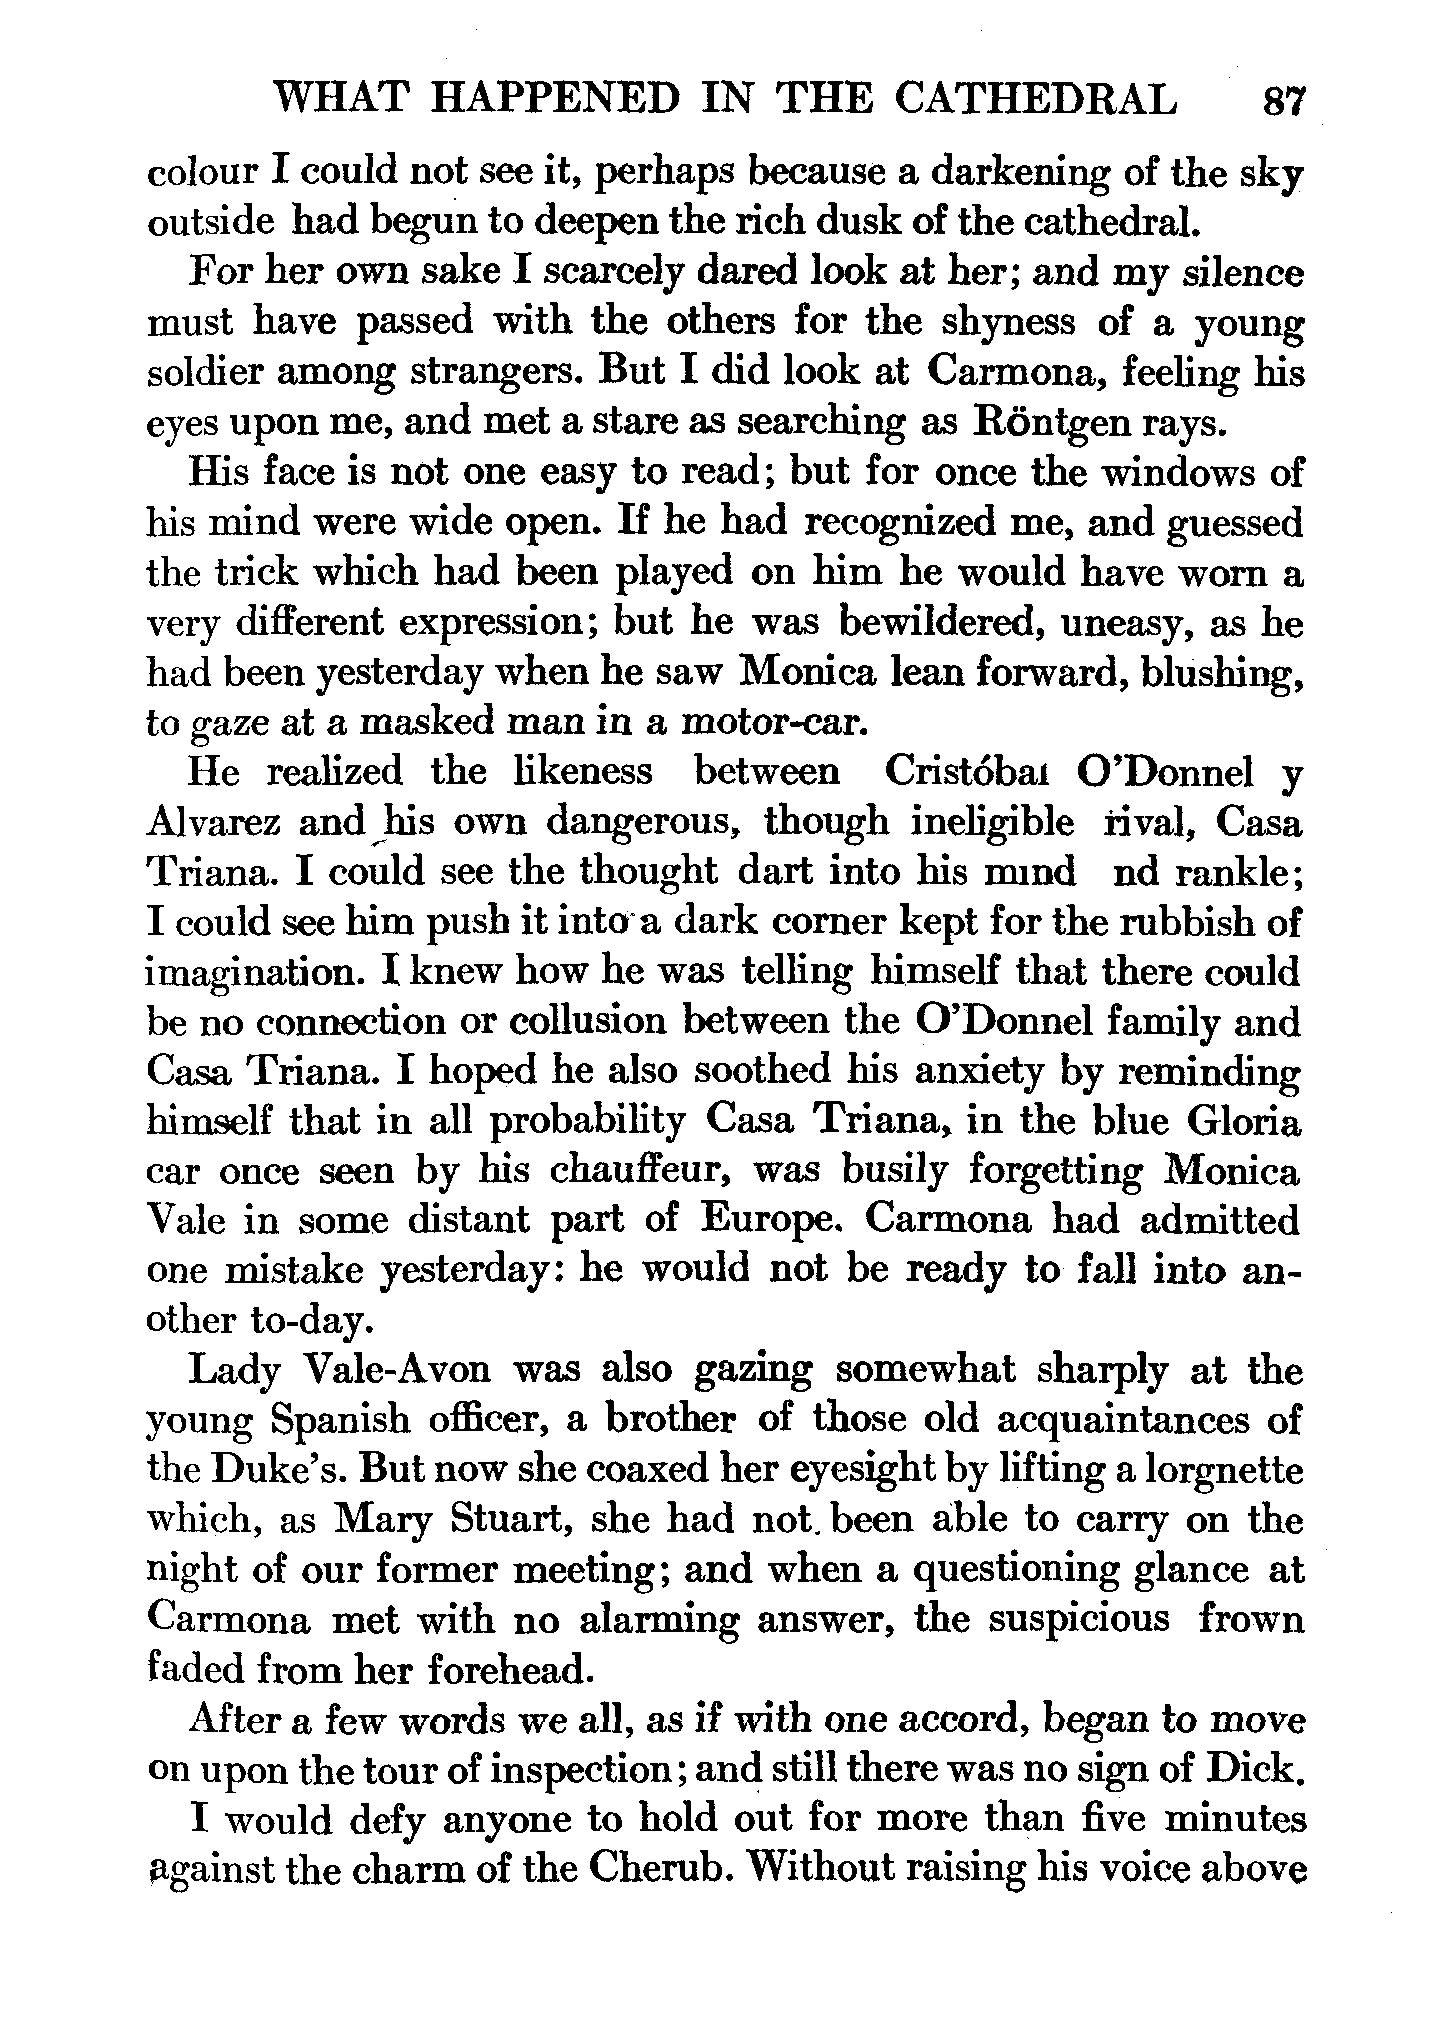 WHAT HAPPENED IN THE CATHEDRAL 87
colour I could not see it, perhaps because a darkening of the sky
outside had begun to deepen the rich dusk of the cathedral.
For her own sake I scarcely dared look at her; and my silence
must have passed with the others for the shyness of a young
soldier among strangers. But I did look at Carmona, feeling his
eyes upon me, and met a stare as searching as Röntgen rays.
His face is not one easy to read; but for once the windows of
his mind were wide open. If he had recognized me, and guessed
the trick which had been played on him he would have worn a
very different expression; but he was bewildered, uneasy, as he
had been yesterday when he saw Monica lean forward, blushing,
to gaze at a masked man in a motor-car.
He realized the likeness between Cristóbal O'Donnel y
Alvarez and his own dangerous, though ineligible rival, Casa
Triana. I could see the thought dart into his mind nd rankle;
I could see him push it into a dark corner kept for the rubbish of
imagination. I knew how he was telling himself that there could
be no connection or collusion between the O'Donnel family and
Casa Triana. I hoped he also soothed his anxiety by reminding
himself that in all probability Casa Triana, in the blue Gloria
car once seen by his chauffeur, was busily forgetting Monica
Vale in some distant part of Europe. Carmona had admitted
one mistake yesterday: he would not be ready to fall into an-
other to-day.
Lady Vale-Avon was also gazing somewhat sharply at the
young Spanish officer, a brother of those old acquaintances of
the Duke's. But now she coaxed her eyesight by lifting a lorgnette
which, as Mary Stuart, she had not been able to carry on the
night of our former meeting; and when a questioning glance at
Carmona met with no alarming answer, the suspicious frown
faded from her forehead.
After a few words we all, as if with one accord, began to move
on upon the tour of inspection; and still there was no sign of Dick.
I would defy anyone to hold out for more than five minutes
against the charm of the Cherub. Without raising his voice above